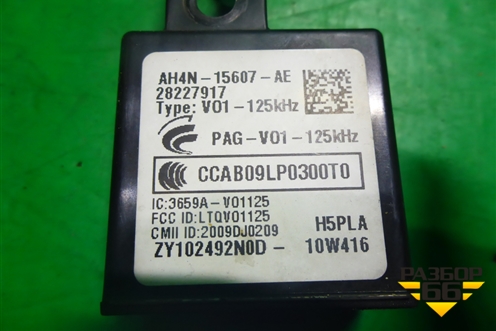 AH4N-15607-AE
28227917
Type: V01-125kHz
PAG-V01-125kHz
CCAB09LP0300T0
IC:3659A-V01125
FCC ID:LTQV01125
CMII ID:2009DJ0209
H5PLA
ZY102492N0D- 10W416
РАЗБОР
66